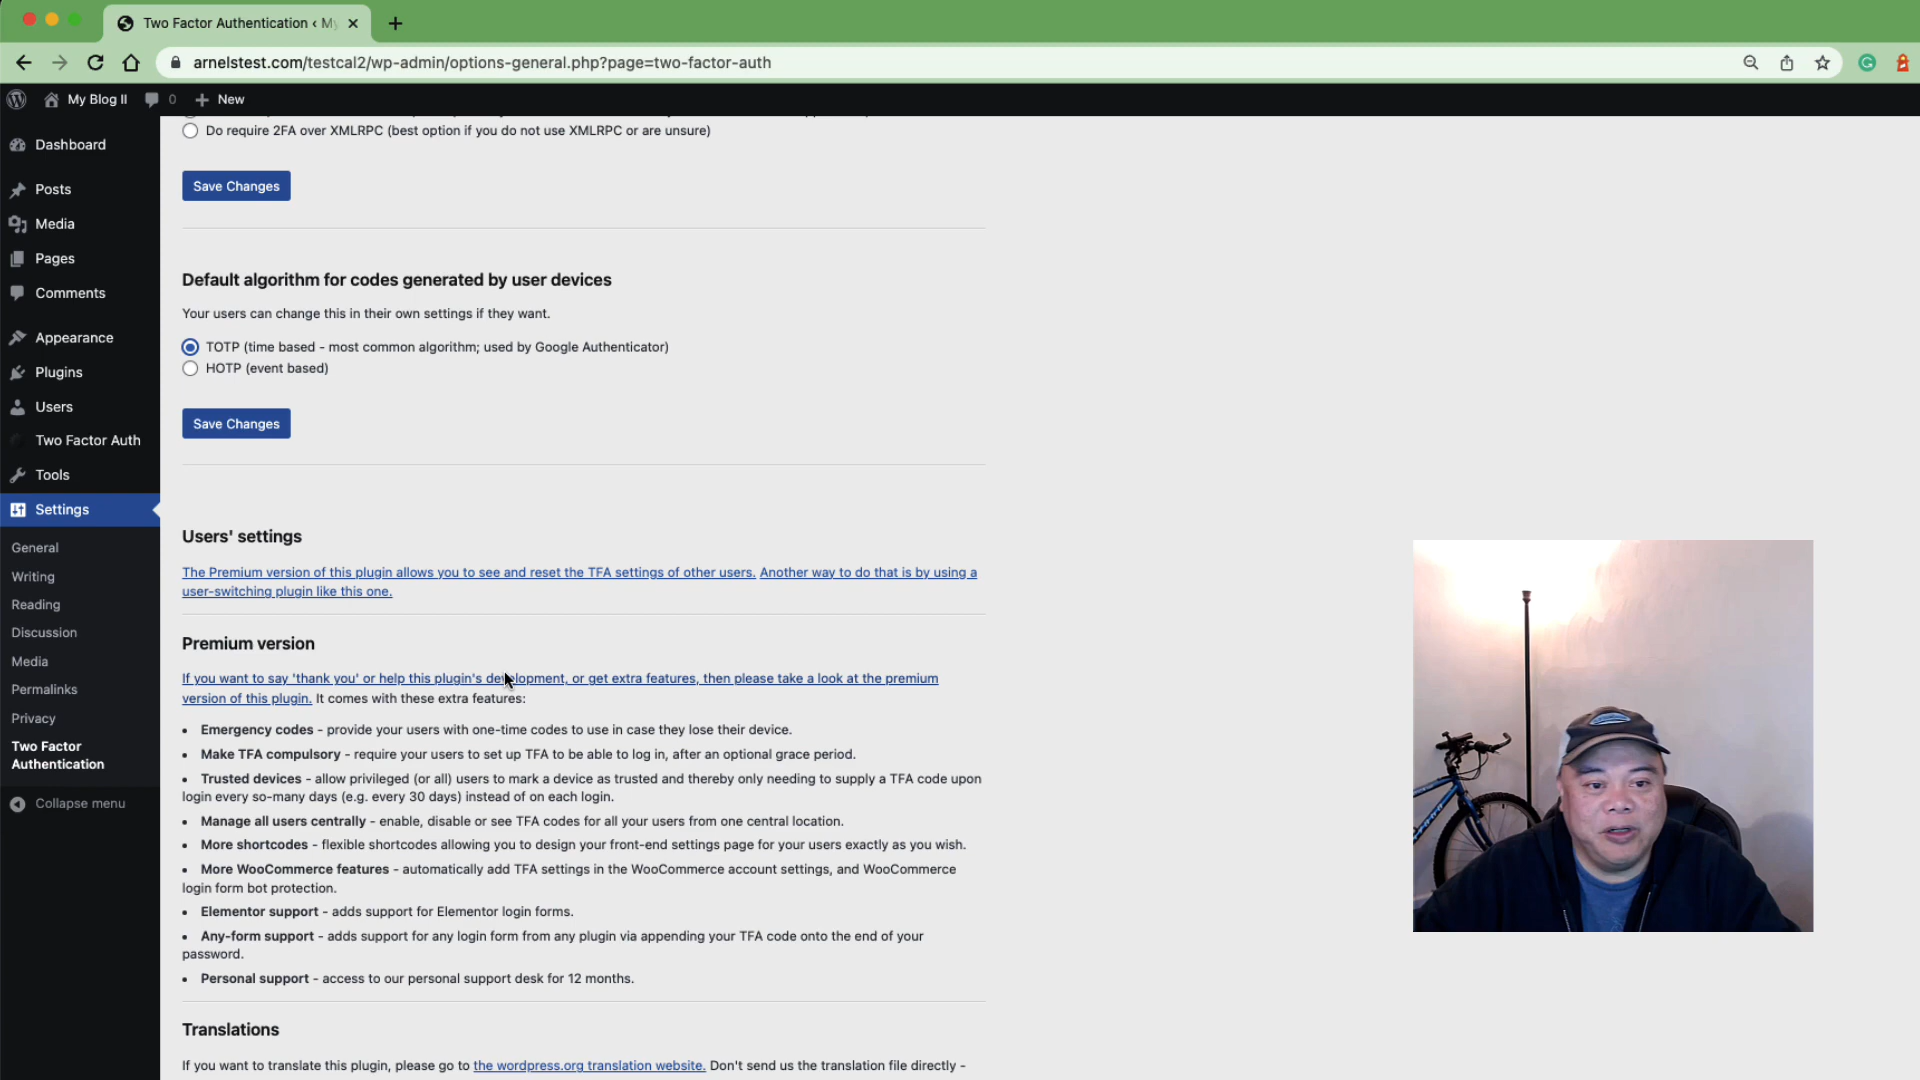 Two Factor Authentication ‹ My
arnelstest.com/testcal2/wp-admin/options-general.php?page=two-factor-auth
My Blog II 0 New
Dashboard
Posts
Media
Pages
Comments
Appearance
Plugins
Users
Two Factor Auth
Tools
Settings
General
Writing
Reading
Discussion
Media
Permalinks
Privacy
Two Factor
Authentication
Collapse menu
Do require 2FA over XMLRPC (best option if you do not use XMLRPC or are unsure)
Save Changes
Default algorithm for codes generated by user devices
Your users can change this in their own settings if they want.
TOTP (time based - most common algorithm; used by Google Authenticator)
HOTP (event based)
Save Changes
Users' settings
The Premium version of this plugin allows you to see and reset the TFA settings of other users. Another way to do that is by using a
user-switching plugin like this one.
Premium version
If you want to say 'thank you' or help this plugin's development, or get extra features, then please take a look at the premium
version of this plugin. It comes with these extra features:
• Emergency codes - provide your users with one-time codes to use in case they lose their device.
• Make TFA compulsory - require your users to set up TFA to be able to log in, after an optional grace period.
• Trusted devices - allow privileged (or all) users to mark a device as trusted and thereby only needing to supply a TFA code upon
login every so-many days (e.g. every 30 days) instead of on each login.
• Manage all users centrally - enable, disable or see TFA codes for all your users from one central location.
• More shortcodes - flexible shortcodes allowing you to design your front-end settings page for your users exactly as you wish.
• More WooCommerce features - automatically add TFA settings in the WooCommerce account settings, and WooCommerce
login form bot protection.
• Elementor support - adds support for Elementor login forms.
• Any-form support - adds support for any login form from any plugin via appending your TFA code onto the end of your
password.
• Personal support - access to our personal support desk for 12 months.
Translations
If you want to translate this plugin, please go to the wordpress.org translation website. Don't send us the translation file directly -